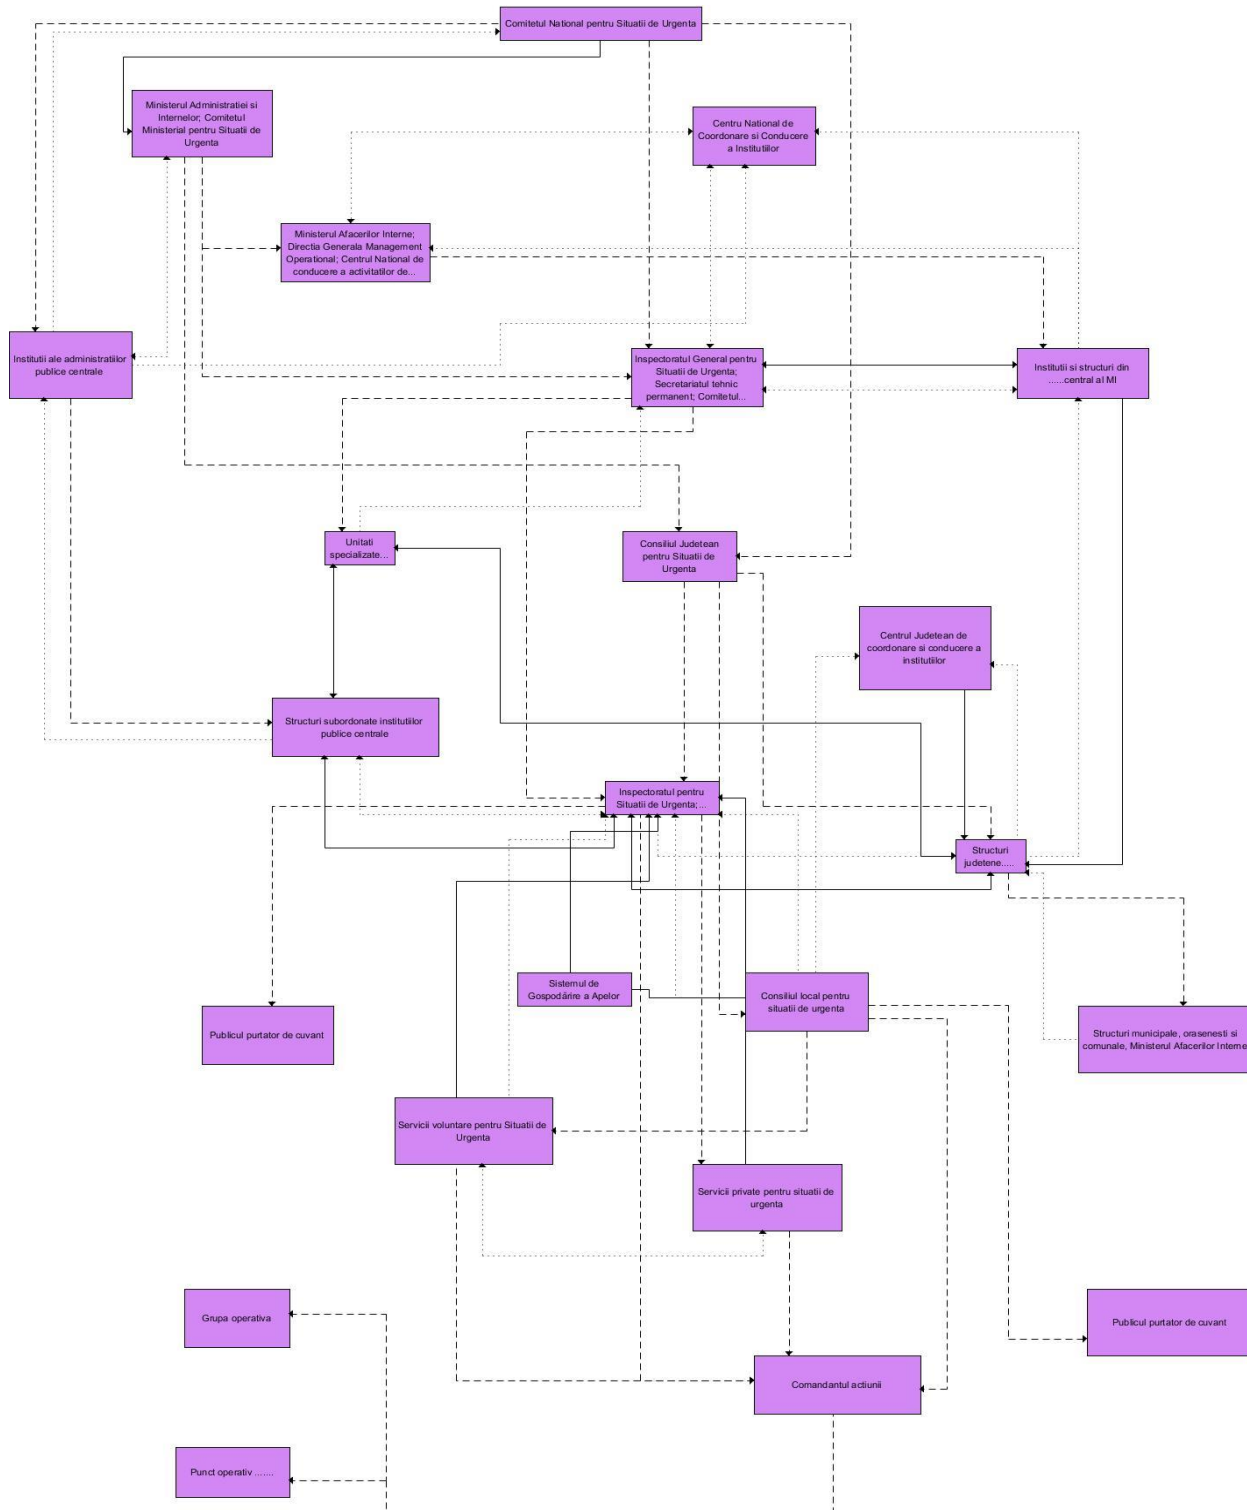 Comitetul National pentru Situatii de Urgenta
Ministerul Administratiei si
Internelor; Comitetul
Ministerial pentru Situatii de
Urgenta
Centru National de
Coordonare si Conducere
a Institutiilor
Ministerul Afacerilor Interne;
Directia Generala Management
Operational; Centrul National de
conducere a activitatilor de...
Institutii ale administratiilor
publice centrale
Inspectoratul General pentru
Situatii de Urgenta;
Secretariatul tehnic
permanent; Comitetul...
Institutii si structuri din
......central al MI
Unitati
specializate...
Consiliul Judetean
pentru Situatii de
Urgenta
Centrul Judetean de
coordonare si conducere a
institutiilor
Structuri subordonate institutiilor
publice centrale
Inspectoratul pentru
Situatii de Urgenta;...
Structuri
judetene.....
Sistemul de
Gospodărire a Apelor
Consiliul local pentru
situatii de urgenta
Publicul purtator de cuvant
Structuri municipale, orasenesti si
comunale, Ministerul Afacerilor Interne
Servicii voluntare pentru Situatii de
Urgenta
Servicii private pentru situatii de
urgenta
Grupa operativa
Publicul purtator de cuvant
Comandantul actiunii
Punct operativ .......